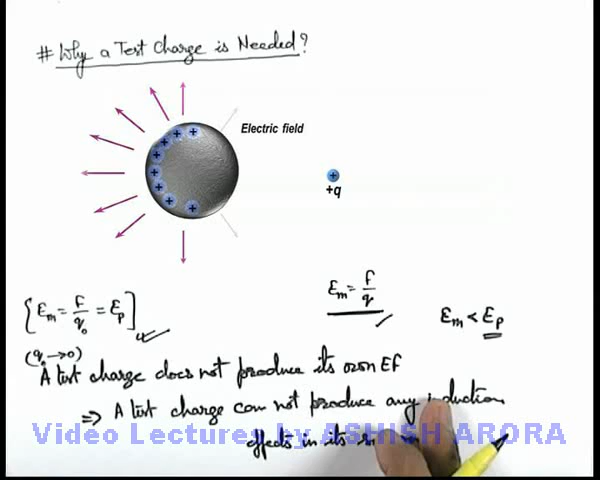 # Why a Test Charge is Needed?
Electric field
+q
Em = F/q
{ Em = F/q₀ = Ep ]
Em < Ep
(q₀→0)
A test charge does not produce its own EF
⇒ A test charge can not produce any induction
effects in its
Video Lectures by ASHISH ARORA